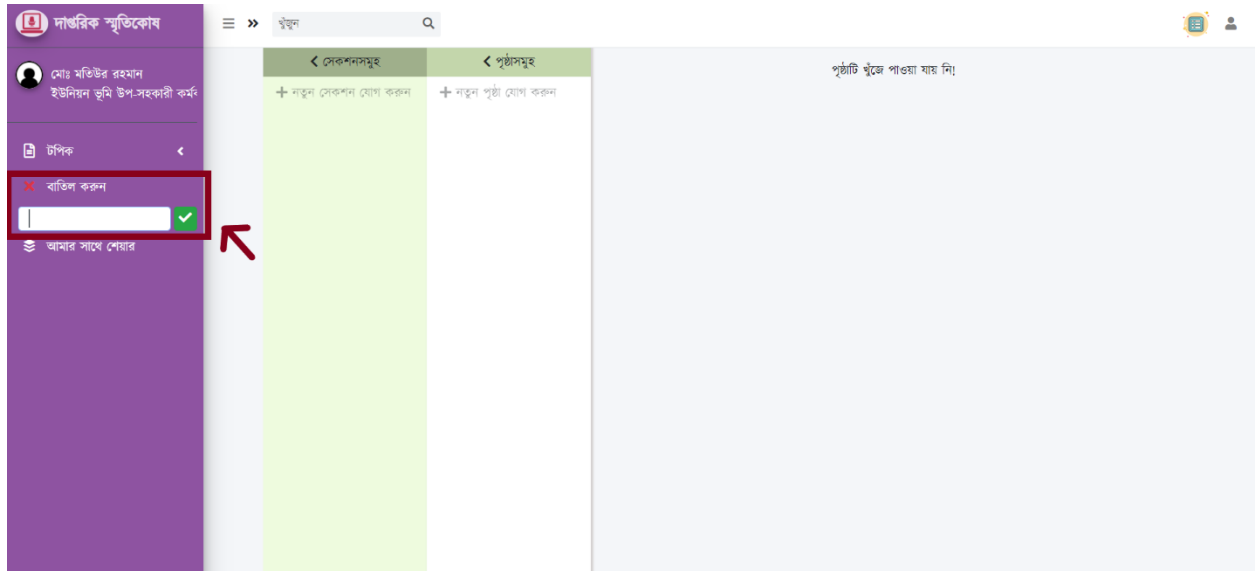 দাপ্তরিক স্মৃতিকোষ
খুঁজুন
মোঃ মতিউর রহমান
ইউনিয়ন ভূমি উপ-সহকারী কর্মক
টপিক
বাতিল করুন
আমার সাথে শেয়ার
সেকশনসমুহ
নতুন সেকশন যোগ করুন
পৃষ্ঠাসমুহ
নতুন পৃষ্ঠা যোগ করুন
পৃষ্ঠাটি খুঁজে পাওয়া যায় নি!